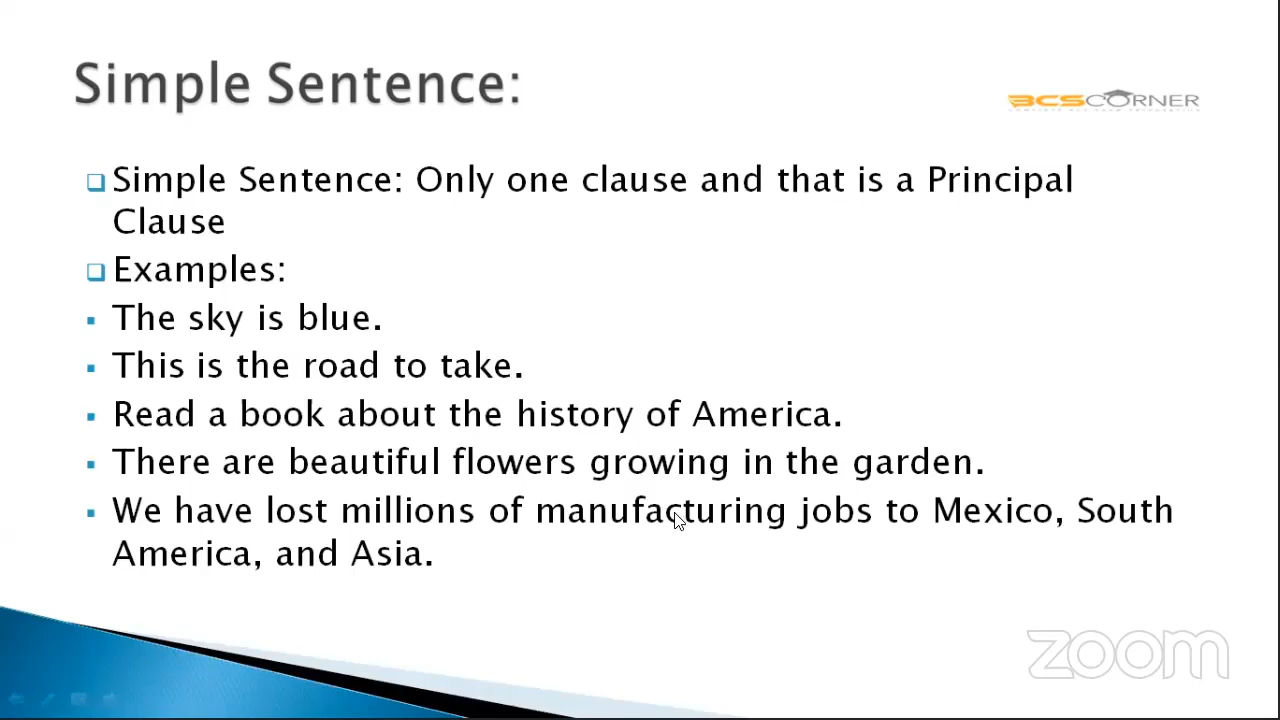 Simple Sentence:
BCSCORNER
Simple Sentence: Only one clause and that is a Principal
Clause
Examples:
The sky is blue.
This is the road to take.
Read a book about the history of America.
There are beautiful flowers growing in the garden.
We have lost millions of manufacturing jobs to Mexico, South
America, and Asia.
zoom